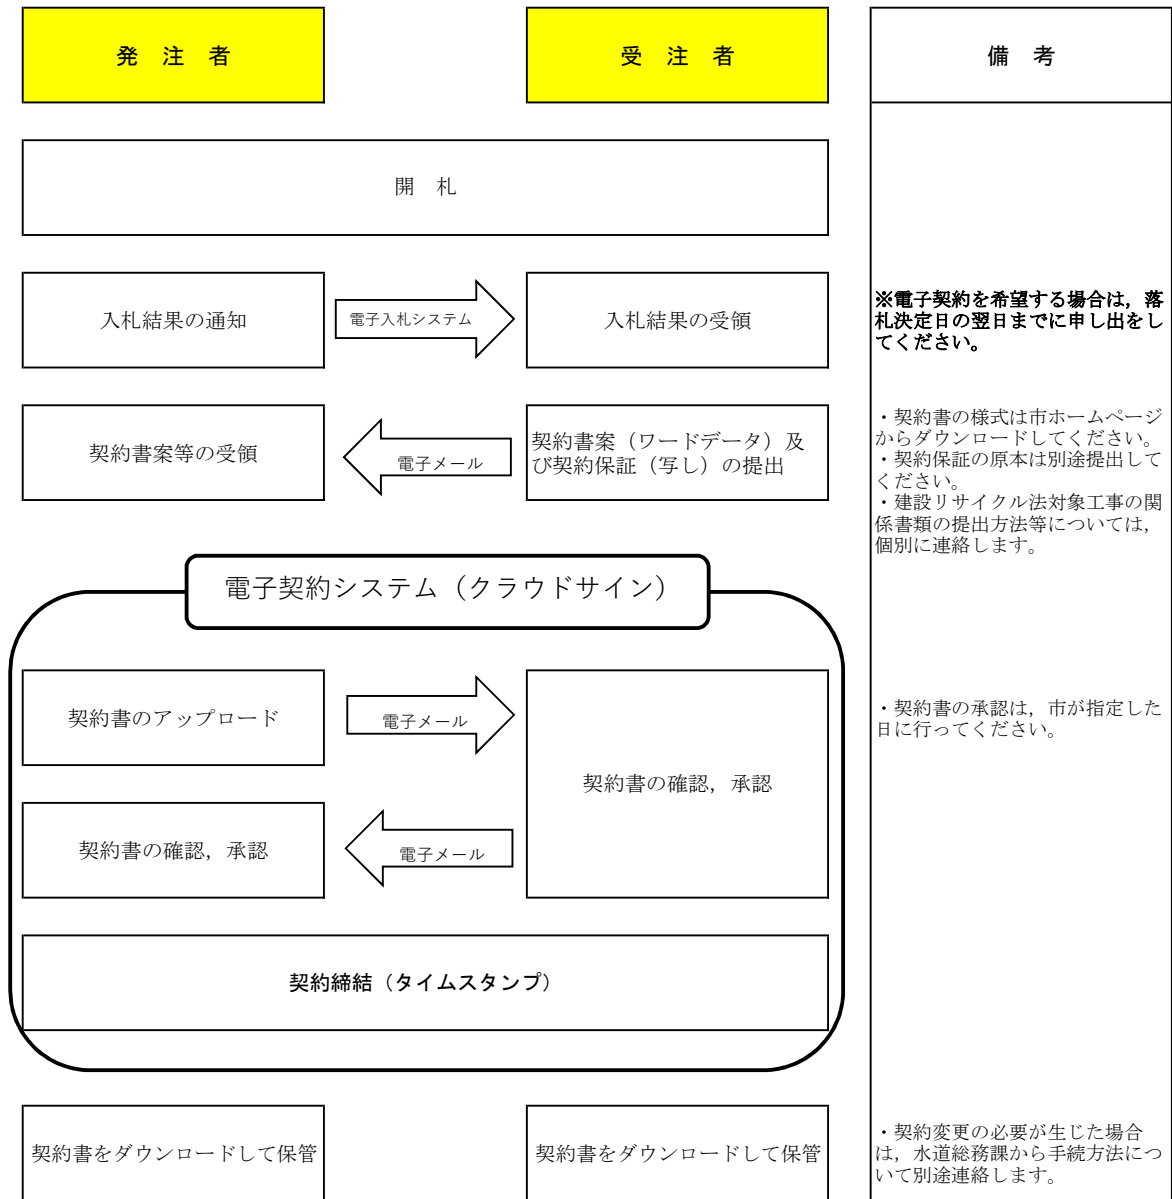 発　注　者
受　注　者
備　考
開　札
入札結果の通知
電子入札システム
入札結果の受領
※電子契約を希望する場合は，落
札決定日の翌日までに申し出をし
てください。
契約書案等の受領
電子メール
契約書案（ワードデータ）及
び契約保証（写し）の提出
・契約書の様式は市ホームページ
からダウンロードしてください。
・契約保証の原本は別途提出して
ください。
・建設リサイクル法対象工事の関
係書類の提出方法等については，
個別に連絡します。
電子契約システム（クラウドサイン）
契約書のアップロード
電子メール
契約書の確認，承認
・契約書の承認は，市が指定した
日に行ってください。
契約書の確認，承認
電子メール
契約締結（タイムスタンプ）
契約書をダウンロードして保管
契約書をダウンロードして保管
・契約変更の必要が生じた場合
は，水道総務課から手続方法につ
いて別途連絡します。